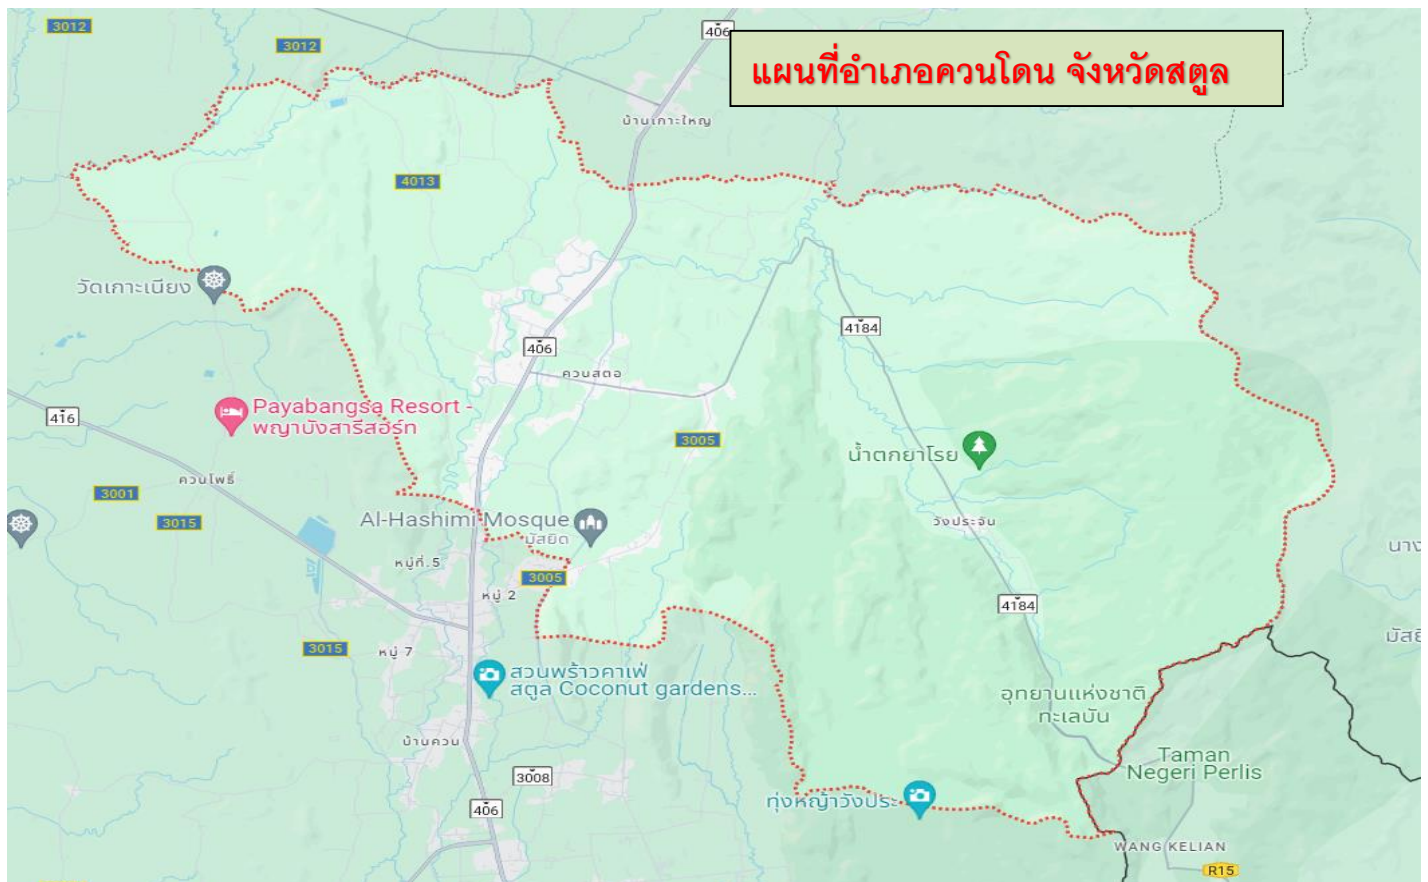 3012
3012
406
แผนที่อำเภอควนโดน จังหวัดสตูล
บ้านเกาะใหญ่
4013
วัดเกาะเนียง
4184
406
ควนสตอ
Payabangsa Resort -
พญาบังสารีสอร์ท
416
3005
น้ำตกยาโรย
ควนโพธิ์
3001
3015
Al-Hashimi Mosque
มัสยิด
วังประจัน
นาง
หมู่ที่.5
3005
หมู่ 2
4184
มัสยิ
3015
หมู่ 7
สวนพร้าวคาเฟ่
สตูล Coconut gardens...
อุทยานแห่งชาติ
ทะเลบัน
บ้านควน
Taman
Negeri Perlis
3008
406
ทุ่งหญ้าวังประ
WANG KELIAN
R15